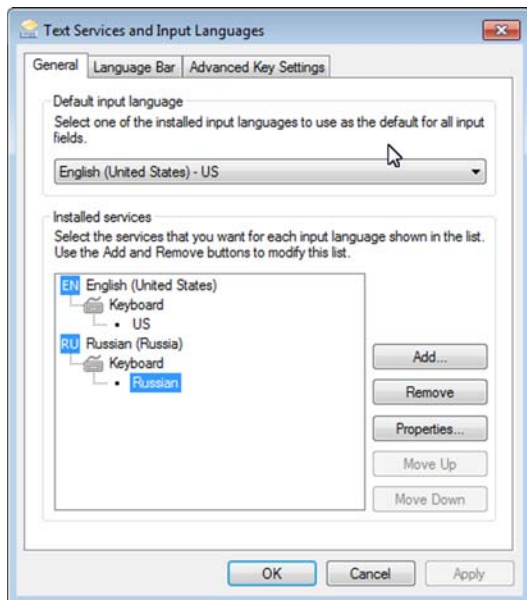 Text Services and Input Languages
General
Language Bar
Advanced Key Settings
Default input language
Select one of the installed input languages to use as the default for all input
fields.
English (United States) - US
Installed services
Select the services that you want for each input language shown in the list.
Use the Add and Remove buttons to modify this list.
EN English (United States)
Keyboard
US
RU Russian (Russia)
Keyboard
Russian
Add...
Remove
Properties...
Move Up
Move Down
OK
Cancel
Apply